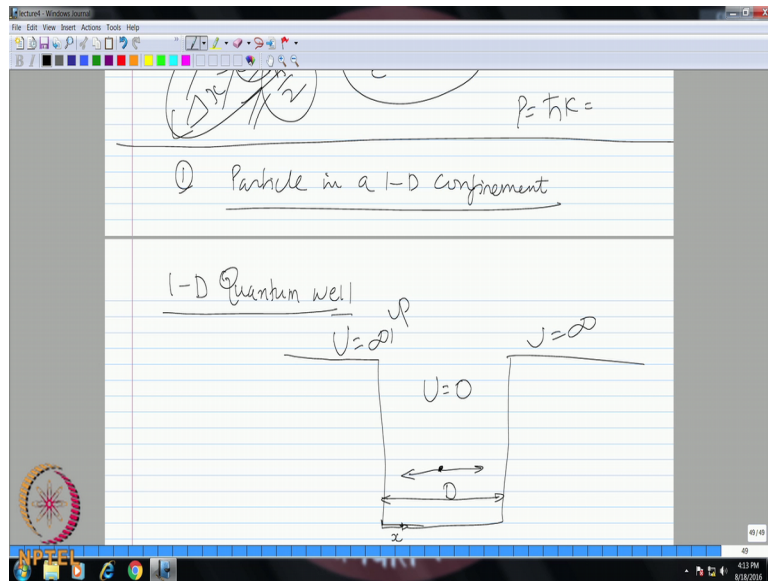 lecture4 - Windows Journal
File Edit View Insert Actions Tools Help
P = ħK =
① Particle in a 1-D confinement
1-D Quantum well
U = ∞
U = ∞
U = 0
D
x
NPTEL
49/49
49
4:13 PM
8/18/2016